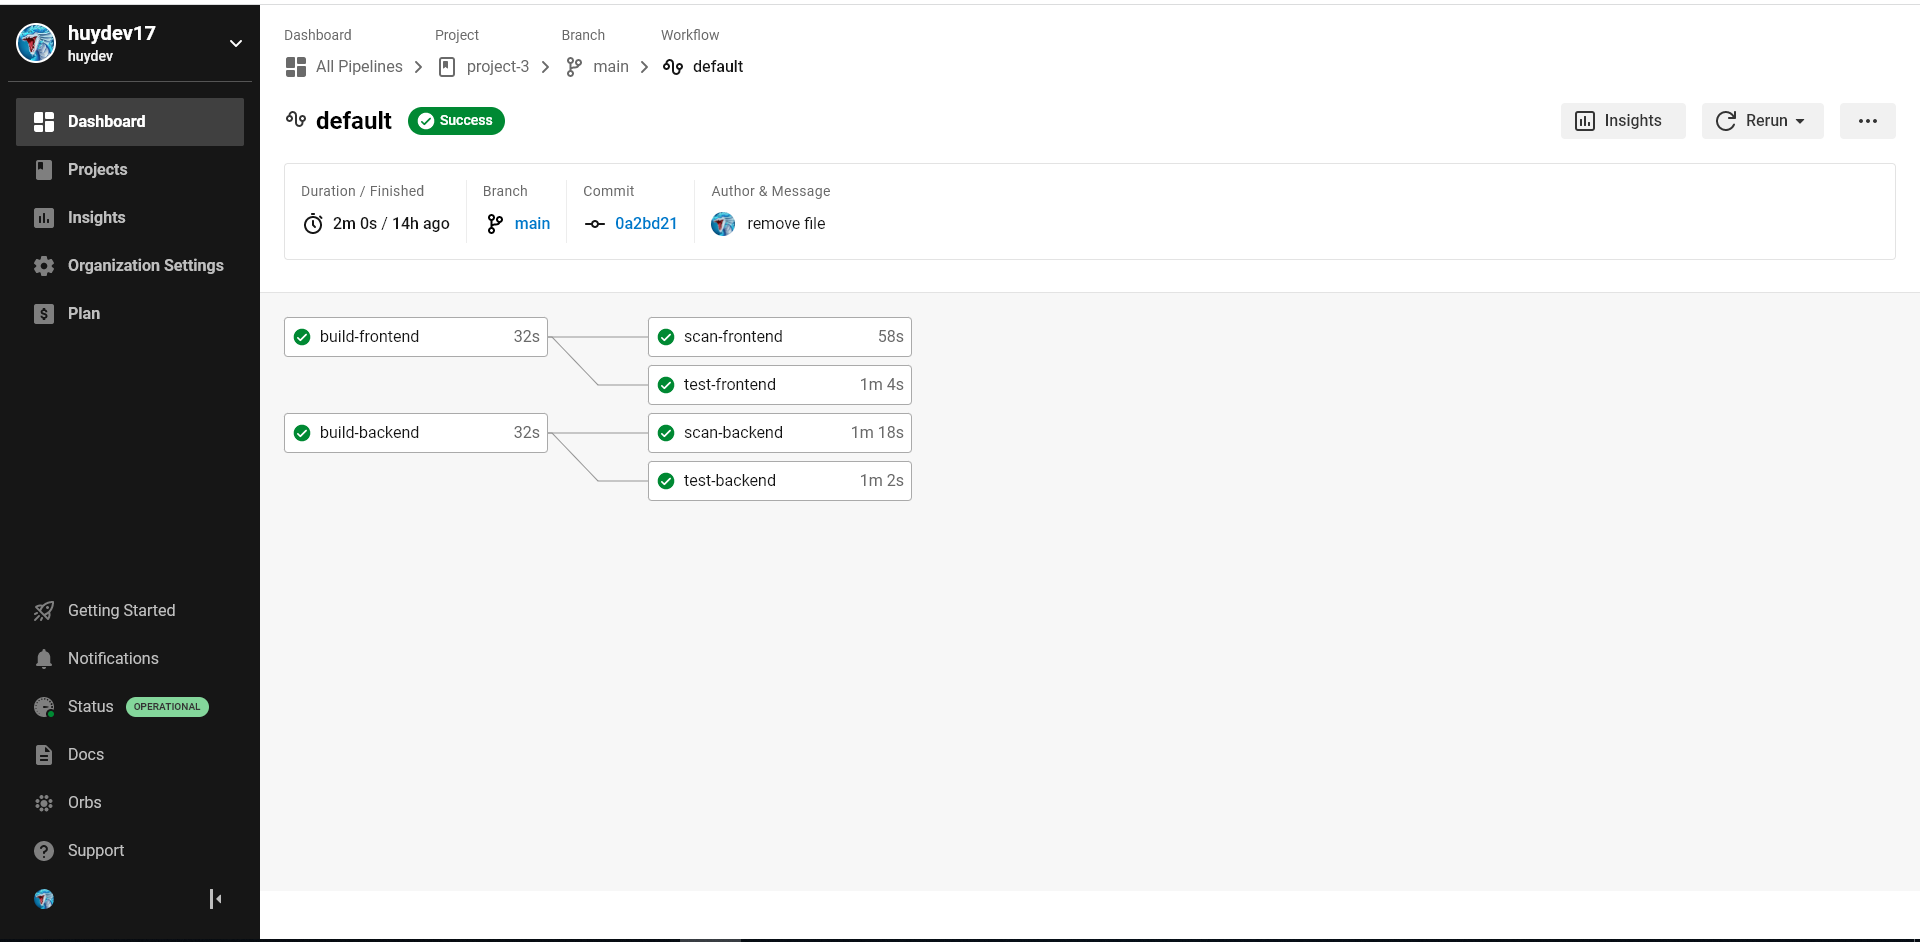 huydev17
huydev
Dashboard
Projects
Insights
Organization Settings
Plan
Getting Started
Notifications
Status OPERATIONAL
Docs
Orbs
Support
Dashboard Project Branch Workflow
All Pipelines project-3 main default
default Success
Insights Rerun
Duration / Finished Branch Commit Author & Message
2m 0s / 14h ago main 0a2bd21 remove file
build-frontend 32s scan-frontend 58s
test-frontend 1m 4s
build-backend 32s scan-backend 1m 18s
test-backend 1m 2s